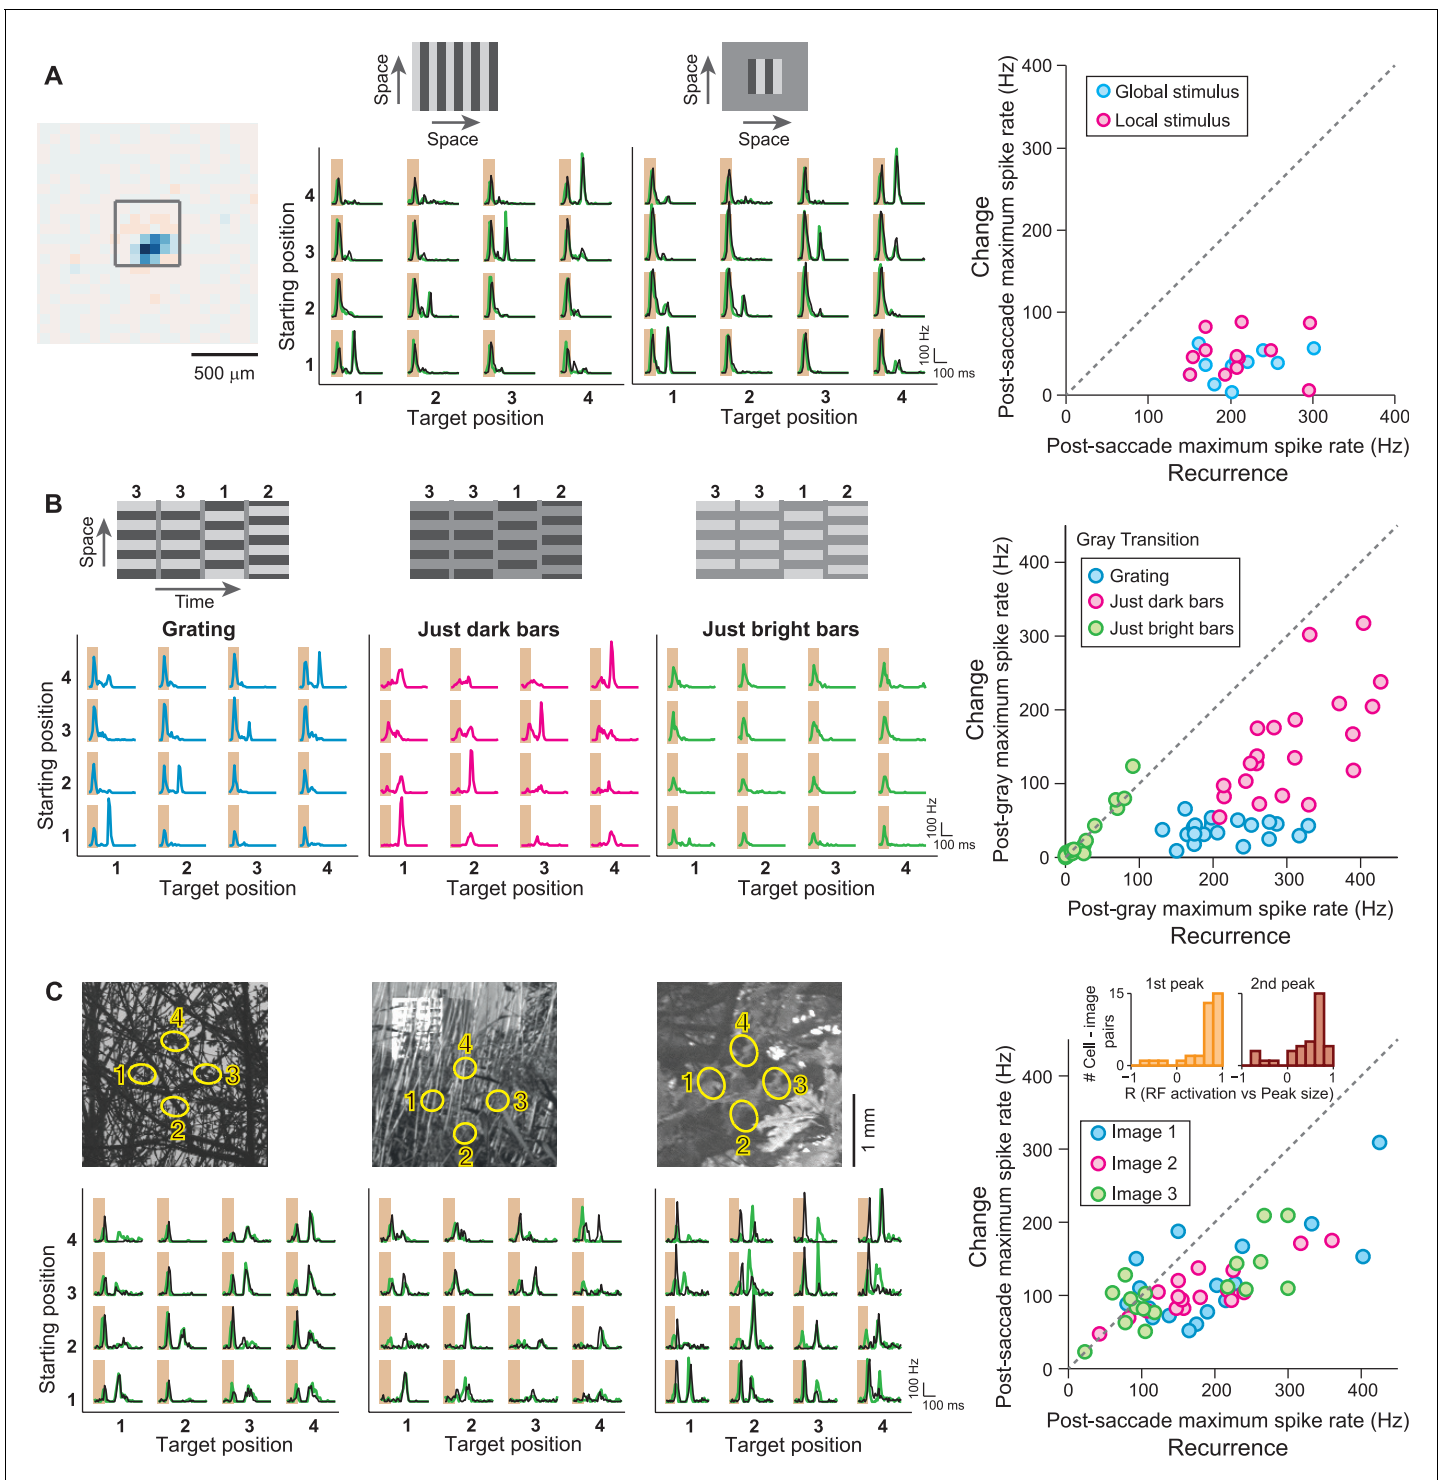 A
Space
Space
Space
Space
500 μm
Starting position
4
3
2
1
1 2 3 4
Target position
1 2 3 4
Target position
100 Hz
100 ms
Change
Post-saccade maximum spike rate (Hz)
400
300
200
100
0
Global stimulus
Local stimulus
0 100 200 300 400
Post-saccade maximum spike rate (Hz)
Recurrence
B
3 3 1 2
Space
Time
3 3 1 2
3 3 1 2
Grating
Just dark bars
Just bright bars
Starting position
4
3
2
1
1 2 3 4
Target position
1 2 3 4
Target position
1 2 3 4
Target position
100 Hz
100 ms
Change
Post-gray maximum spike rate (Hz)
400
300
200
100
0
Gray Transition
Grating
Just dark bars
Just bright bars
0 100 200 300 400
Post-gray maximum spike rate (Hz)
Recurrence
C
4
1 3
2
4
1 3
2
4
1 3
2
1 mm
Starting position
4
3
2
1
1 2 3 4
Target position
1 2 3 4
Target position
1 2 3 4
Target position
100 Hz
100 ms
1st peak
2nd peak
# Cell - image
pairs
15
0
−1 0 1
−1 0 1
R (RF activation vs Peak size)
Change
Post-saccade maximum spike rate (Hz)
400
300
200
100
0
Image 1
Image 2
Image 3
0 100 200 300 400
Post-saccade maximum spike rate (Hz)
Recurrence